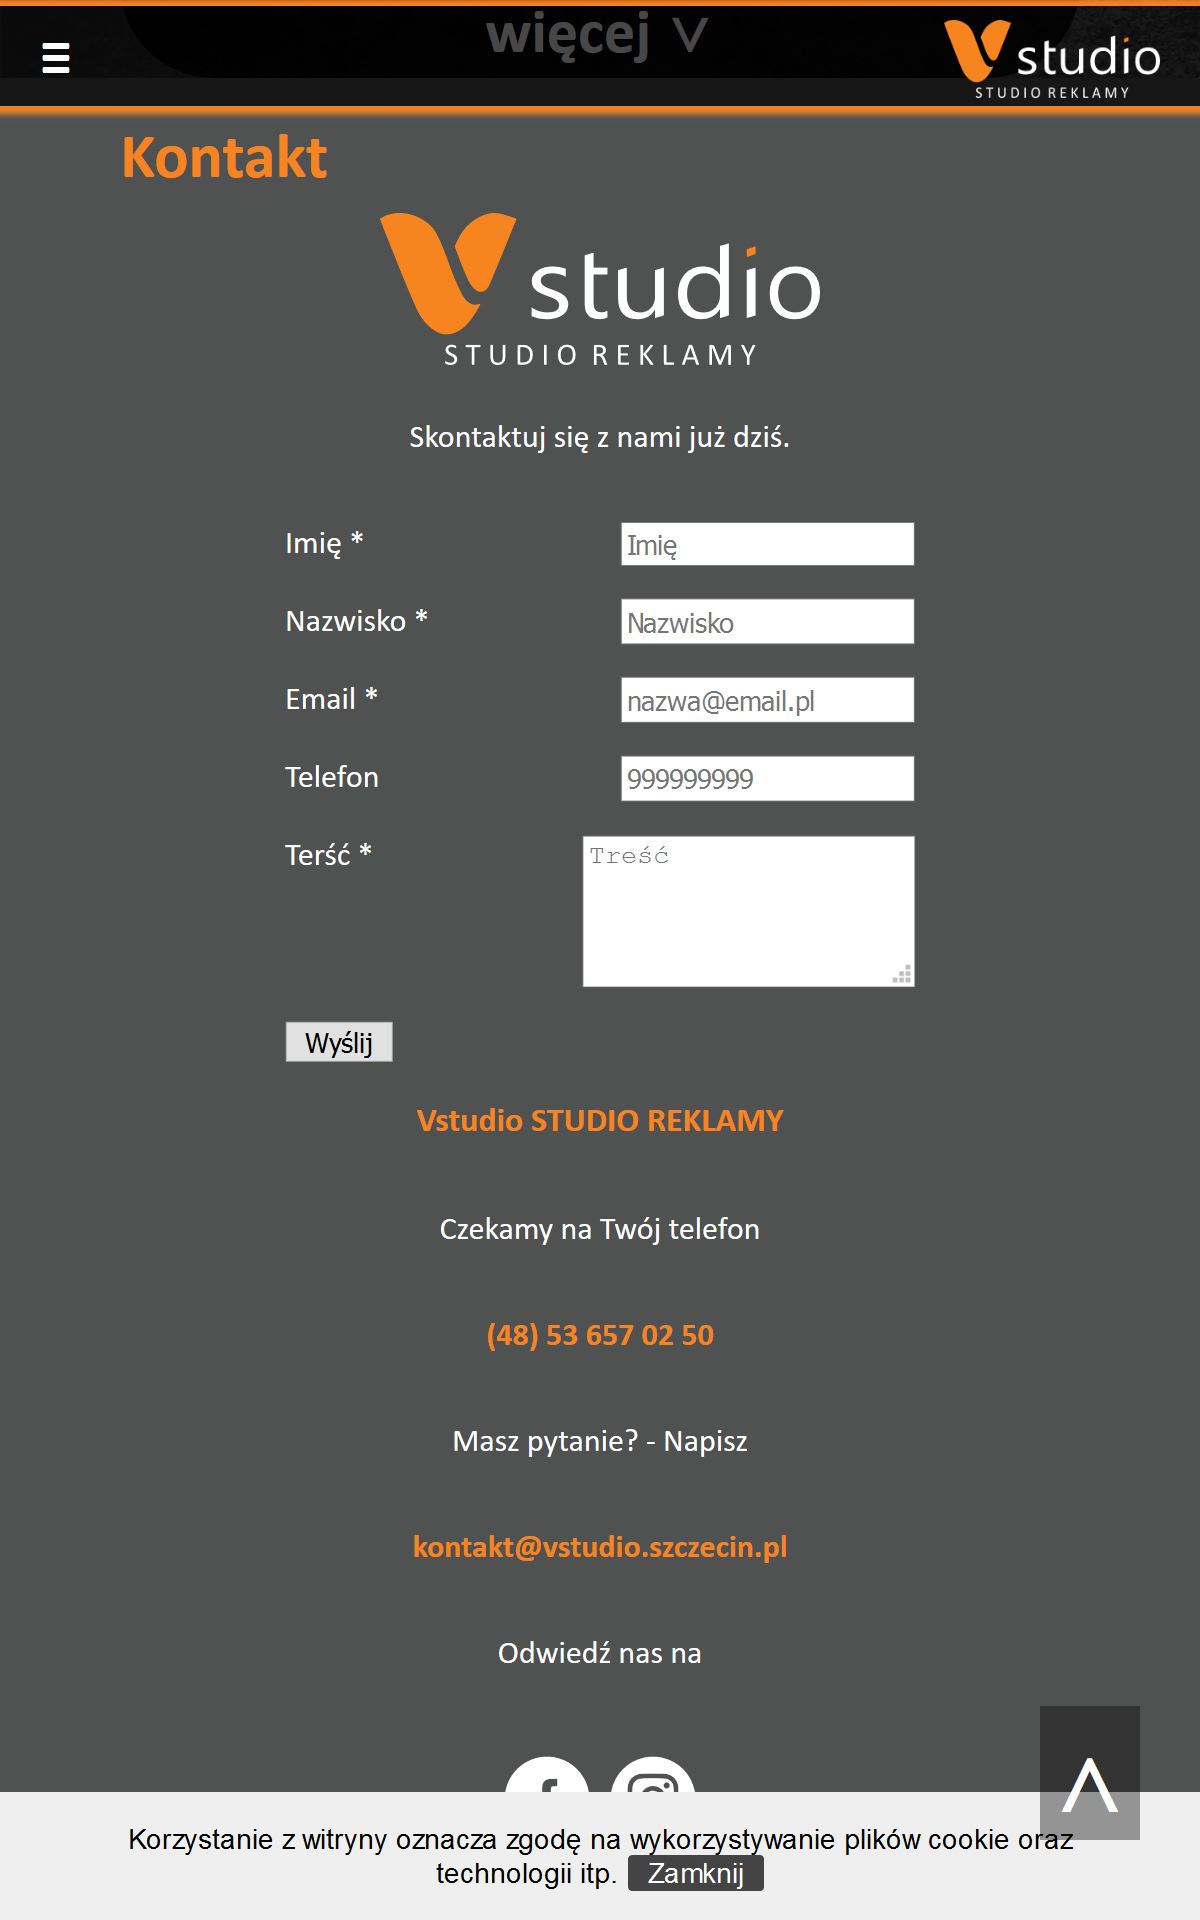 więcej V
studio
STUDIO REKLAMY
Kontakt
studio
STUDIO REKLAMY
Skontaktuj się z nami już dziś.
Imię *
Imię
Nazwisko *
Nazwisko
Email *
nazwa@email.pl
Telefon
999999999
Terść *
Treść
Wyślij
Vstudio STUDIO REKLAMY
Czekamy na Twój telefon
(48) 53 657 02 50
Masz pytanie? - Napisz
kontakt@vstudio.szczecin.pl
Odwiedź nas na
Korzystanie z witryny oznacza zgodę na wykorzystywanie plików cookie oraz
technologii itp. Zamknij